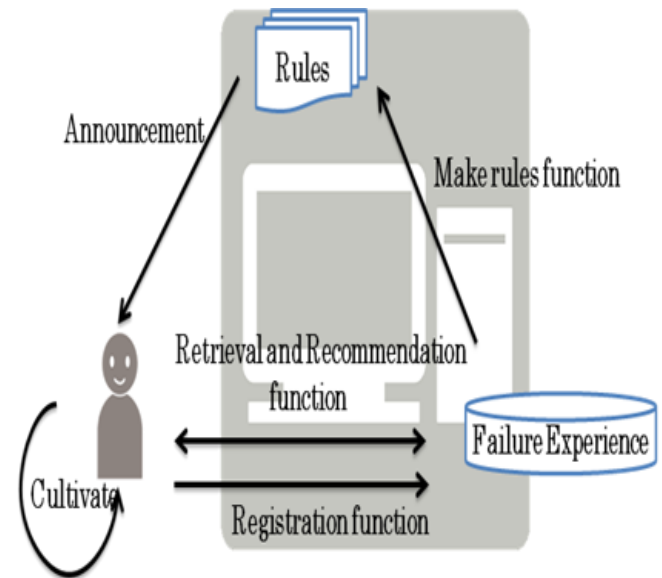 Rules
Announcement
Make rules function
Retrieval and Recommendation
function
Failure Experience
Cultivate
Registration function